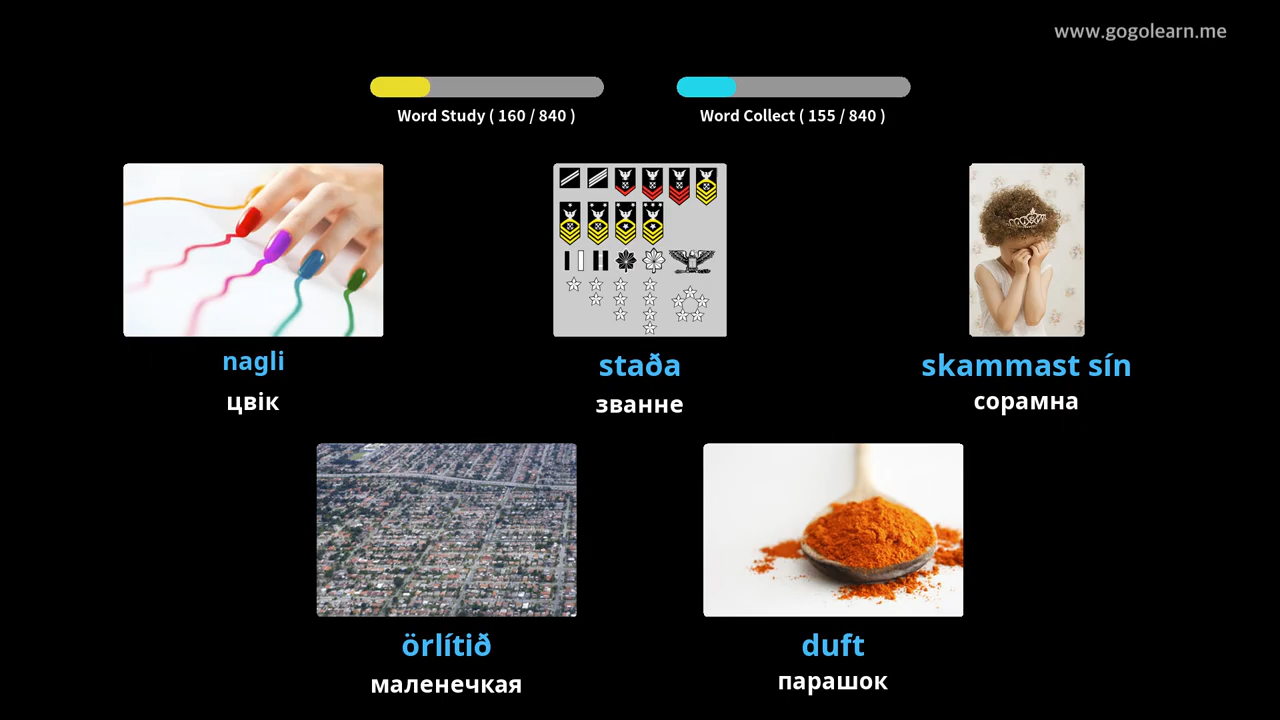 www.gogolearn.me
Word Study ( 160 / 840 )
Word Collect ( 155 / 840 )
nagli
цвік
staða
званне
skammast sín
сорамна
örlítið
маленечкая
duft
парашок